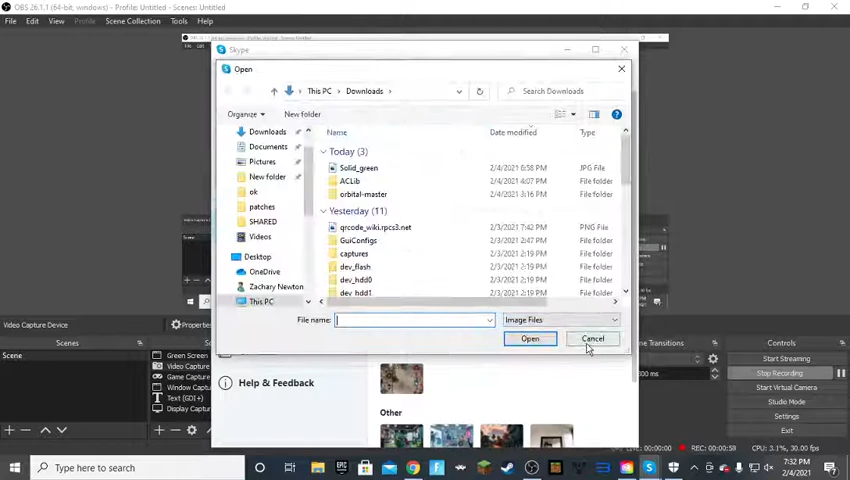 OBS 26.1.1 (64-bit, windows) - Profile: Untitled - Scenes: Untitled
File Edit View Profile Scene Collection Tools Help
Skype
Open
This PC > Downloads >
Search Downloads
Organize
New folder
Name Date modified Type
Downloads
Documents
Pictures
New folder
ok
patches
SHARED
Videos
Desktop
OneDrive
Zachary Newton
This PC
Today (3)
Solid_green 2/4/2021 6:58 PM JPG File
ACLib 2/4/2021 4:07 PM File folder
orbital-master 2/4/2021 3:16 PM File folder
Yesterday (11)
qrcode_wiki.rpcs3.net 2/3/2021 7:42 PM PNG File
GuiConfigs 2/3/2021 2:47 PM File folder
captures 2/3/2021 2:19 PM File folder
dev_flash 2/3/2021 2:19 PM File folder
dev_hdd0 2/3/2021 2:19 PM File folder
dev_hdd1 2/3/2021 2:19 PM File folder
File name:
Image Files
Open Cancel
Help & Feedback
Other
Video Capture Device
Properties
Scenes
Scene
Green Screen
Video Capture
Game Capture
Text (GDI+)
Display Captu
Scene Transitions
300 ms
Controls
Start Streaming
Stop Recording
Start Virtual Camera
Studio Mode
Settings
Exit
LIVE: 00:00:00 REC: 00:00:58 CPU: 3.1%, 30.00 fps
Type here to search
EPIC
7:32 PM
2/4/2021